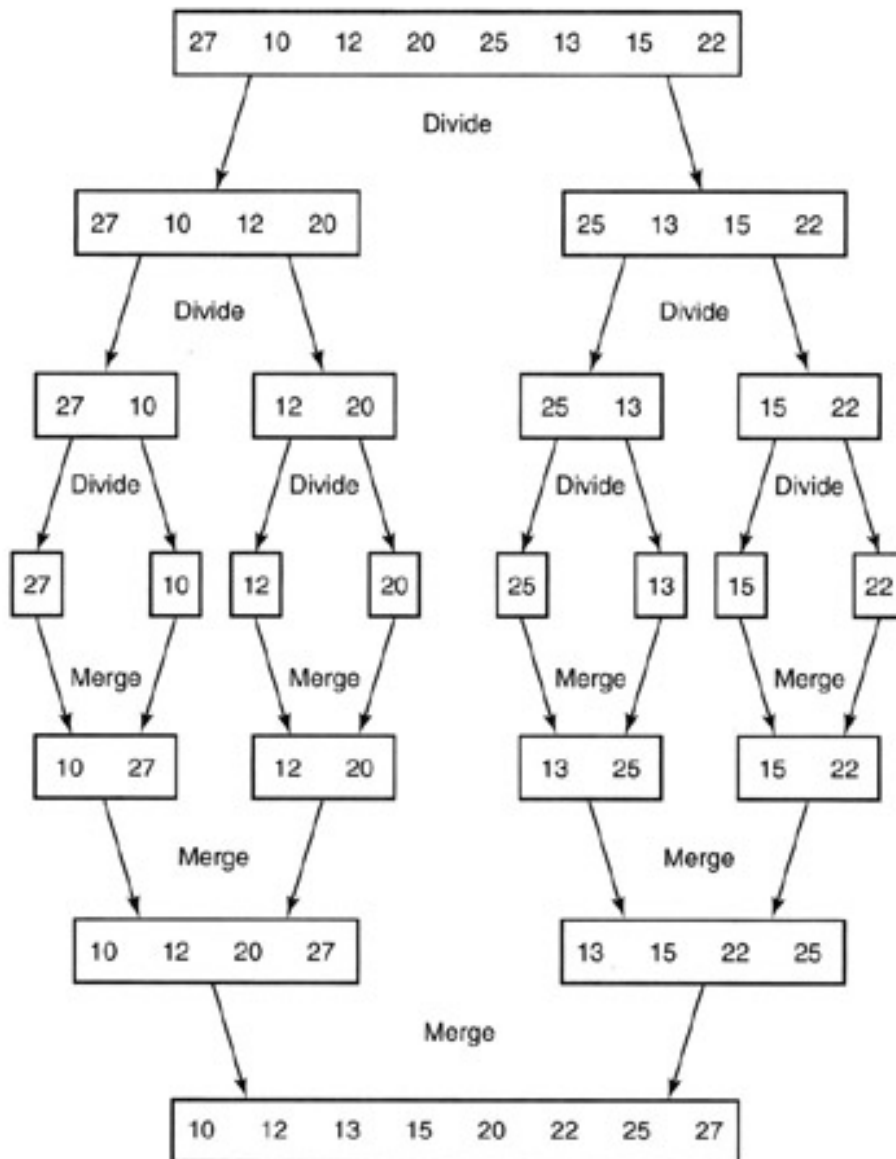 27 10 12 20 25 13 15 22
Divide
27 10 12 20 25 13 15 22
Divide Divide
27 10 12 20 25 13 15 22
Divide Divide Divide Divide
27 10 12 20 25 13 15 22
Merge Merge Merge Merge
10 27 12 20 13 25 15 22
Merge Merge
10 12 20 27 13 15 22 25
Merge
10 12 13 15 20 22 25 27